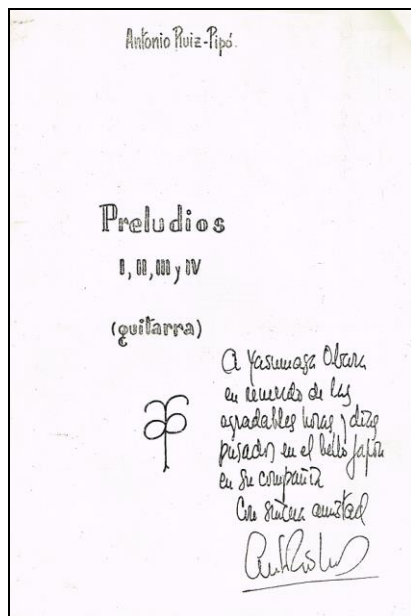 Antonio Ruiz-Pipó.
Preludios
I, II, III y IV
(guitarra)
A Yasumasa Obara
en recuerdo de las
agradables horas y días
pasados en el bello Japón
en su compañía
Con sincera amistad